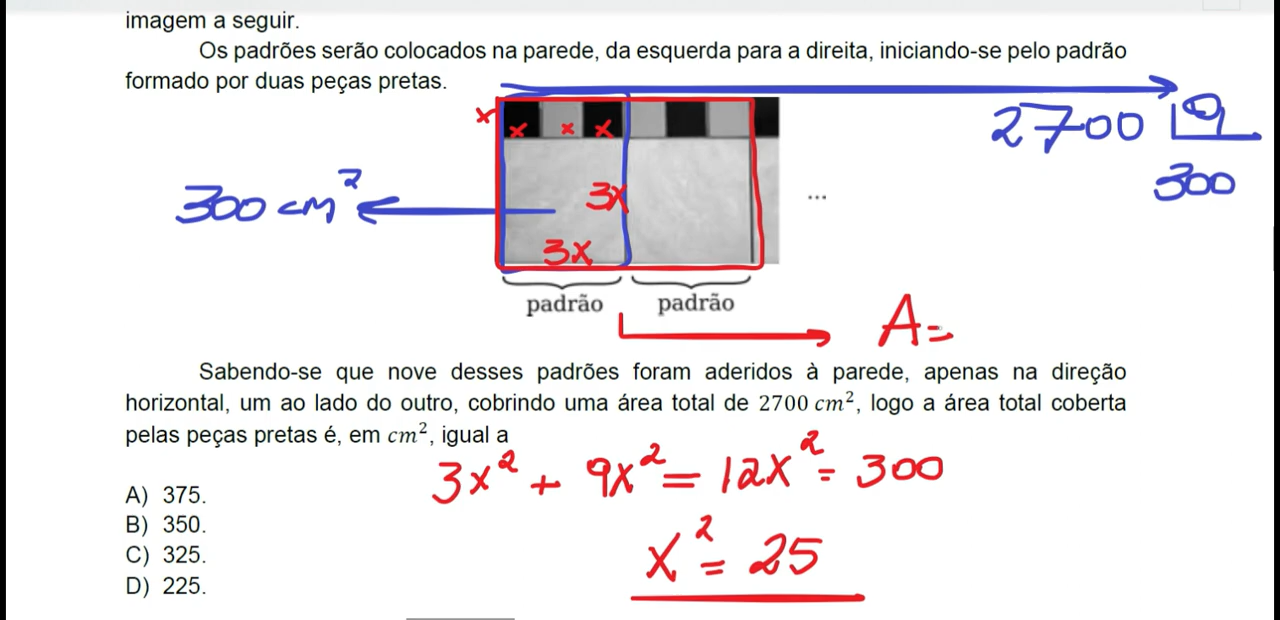 imagem a seguir.
Os padrões serão colocados na parede, da esquerda para a direita, iniciando-se pelo padrão
formado por duas peças pretas.
2700 9
300
x
x x x
300 cm²
3x
3x
...
padrão padrão
A=
Sabendo-se que nove desses padrões foram aderidos à parede, apenas na direção
horizontal, um ao lado do outro, cobrindo uma área total de 2700 cm², logo a área total coberta
pelas peças pretas é, em cm², igual a
3x² + 9x² = 12x² = 300
A) 375.
B) 350.
C) 325.
D) 225.
x² = 25